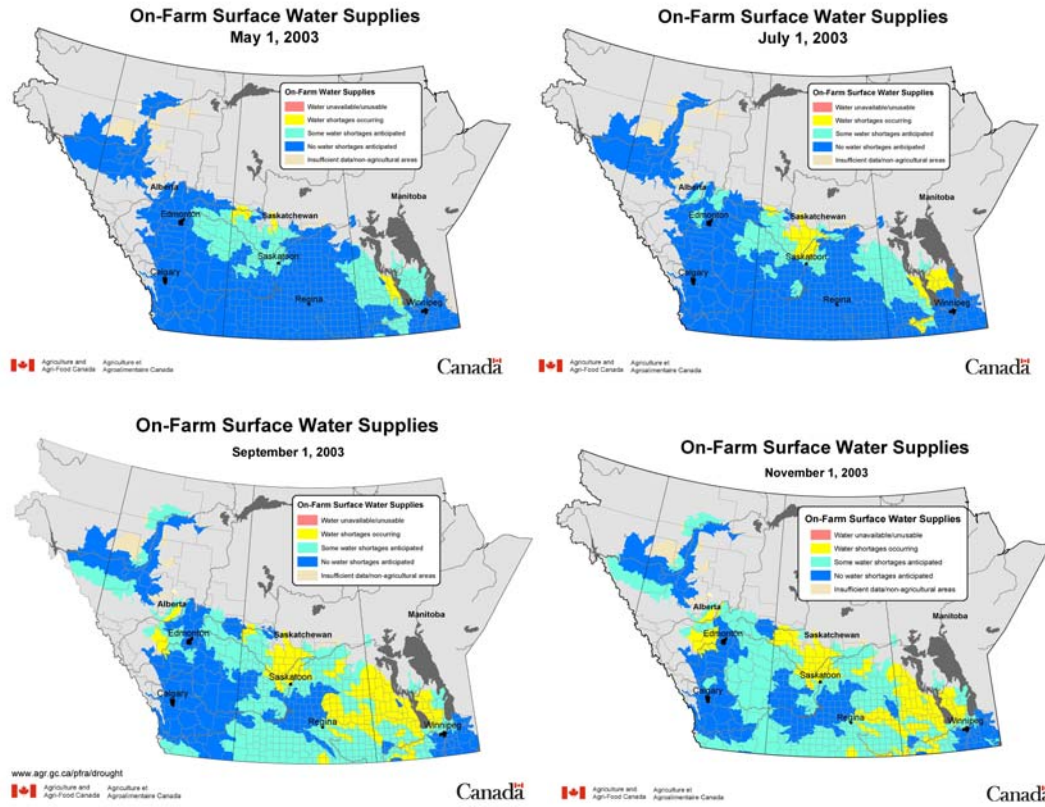 On-Farm Surface Water Supplies
May 1, 2003
On-Farm Water Supplies
Water unavailable/unusable
Water shortages occurring
Some water shortages anticipated
No water shortages anticipated
Insufficient data/non-agricultural areas
Alberta
Manitoba
Edmonton
Saskatchewan
Saskatoon
Calgary
Regina
Winnipeg
Agriculture and Agriculture et
Agri-Food Canada Agroalimentaire Canada
Canada
On-Farm Surface Water Supplies
July 1, 2003
On-Farm Surface Water Supplies
Water unavailable/unusable
Water shortages occurring
Some water shortages anticipated
No water shortages anticipated
Insufficient data/non-agricultural areas
Alberta
Manitoba
Edmonton
Saskatchewan
Saskatoon
Calgary
Regina
Winnipeg
Agriculture and Agriculture et
Agri-Food Canada Agroalimentaire Canada
Canada
On-Farm Surface Water Supplies
September 1, 2003
On-Farm Surface Water Supplies
Water unavailable/unusable
Water shortages occurring
Some water shortages anticipated
No water shortages anticipated
Insufficient data/non-agricultural areas
Alberta
Manitoba
Edmonton
Saskatchewan
Saskatoon
Calgary
Regina
Winnipeg
www.agr.gc.ca/pfra/drought
Agriculture and Agriculture et
Agri-Food Canada Agroalimentaire Canada
Canada
On-Farm Surface Water Supplies
November 1, 2003
On-Farm Surface Water Supplies
Water unavailable/unusable
Water shortages occurring
Some water shortages anticipated
No water shortages anticipated
Insufficient data/non-agricultural areas
Alberta
Manitoba
Edmonton
Saskatchewan
Saskatoon
Calgary
Regina
Winnipeg
Agriculture and Agriculture et
Agri-Food Canada Agroalimentaire Canada
Canada